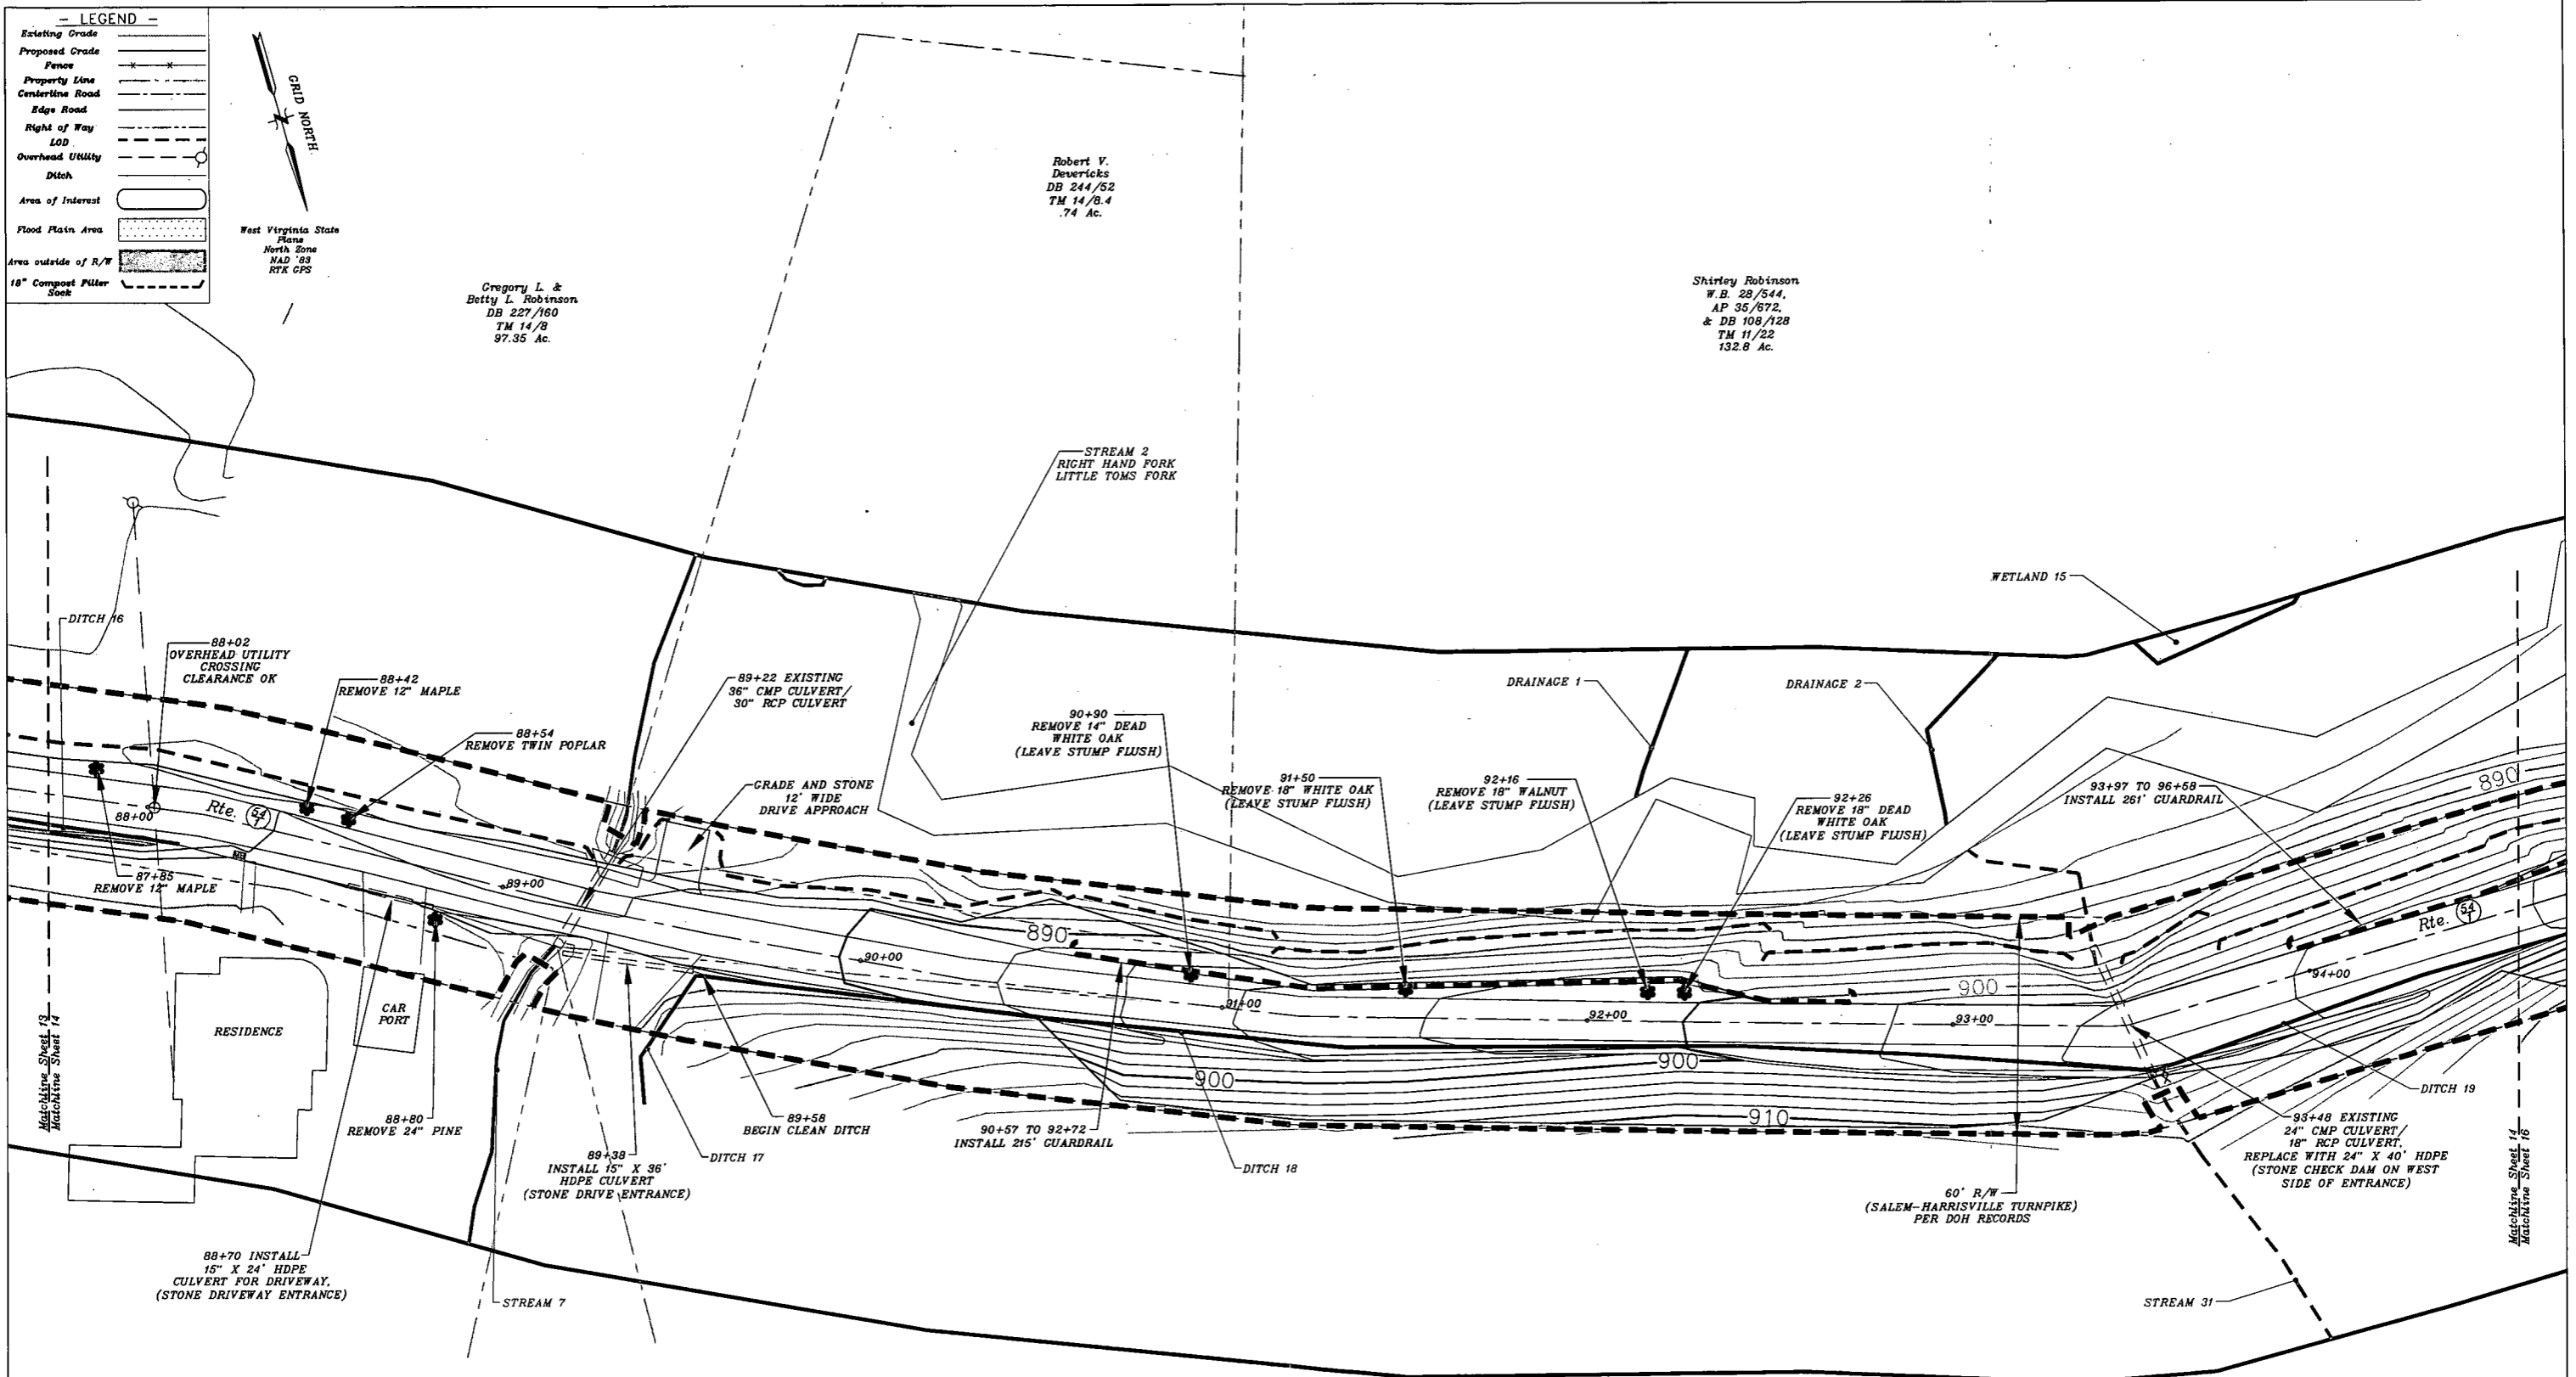 - LEGEND -
Existing Grade
Proposed Grade
Fence
Property Line
Centerline Road
Edge Road
Right of Way
LOD
Overhead Utility
Ditch
Area of Interest
Flood Plain Area
Area outside of R/W
18" Compost Filter
Sock
GRID NORTH
N
West Virginia State
Plane
North Zone
NAD '83
RTK GPS
Gregory L. &
Betty L. Robinson
DB 227/160
TM 14/8
97.35 Ac.
Robert V.
Devericks
DB 244/52
TM 14/8.4
.74 Ac.
Shirley Robinson
W.B. 28/544,
AP 35/672,
& DB 108/128
TM 11/22
132.8 Ac.
STREAM 2
RIGHT HAND FORK
LITTLE TOMS FORK
WETLAND 15
DITCH 16
88+02
OVERHEAD UTILITY
CROSSING
CLEARANCE OK
88+42
REMOVE 12" MAPLE
88+54
REMOVE TWIN POPLAR
89+22 EXISTING
36" CMP CULVERT/
30" RCP CULVERT
GRADE AND STONE
12' WIDE
DRIVE APPROACH
90+90
REMOVE 14" DEAD
WHITE OAK
(LEAVE STUMP FLUSH)
DRAINAGE 1
DRAINAGE 2
91+50
REMOVE 18" WHITE OAK
(LEAVE STUMP FLUSH)
92+16
REMOVE 18" WALNUT
(LEAVE STUMP FLUSH)
92+26
REMOVE 18" DEAD
WHITE OAK
(LEAVE STUMP FLUSH)
93+97 TO 96+58
INSTALL 261' GUARDRAIL
890
88+00
Rte. 54/1
87+85
REMOVE 12" MAPLE
MB
89+00
890
90+00
91+00
92+00
93+00
900
94+00
Rte. 54/1
900
900
910
CAR
PORT
RESIDENCE
Matchline Sheet 13
Matchline Sheet 14
88+80
REMOVE 24" PINE
89+38
INSTALL 15" X 36'
HDPE CULVERT
(STONE DRIVE ENTRANCE)
DITCH 17
89+58
BEGIN CLEAN DITCH
90+57 TO 92+72
INSTALL 215' GUARDRAIL
DITCH 18
DITCH 19
93+48 EXISTING
24" CMP CULVERT/
18" RCP CULVERT,
REPLACE WITH 24" X 40' HDPE
(STONE CHECK DAM ON WEST
SIDE OF ENTRANCE)
60' R/W
(SALEM-HARRISVILLE TURNPIKE)
PER DOH RECORDS
88+70 INSTALL
15" X 24' HDPE
CULVERT FOR DRIVEWAY,
(STONE DRIVEWAY ENTRANCE)
STREAM 7
STREAM 31
Matchline Sheet 14
Matchline Sheet 16